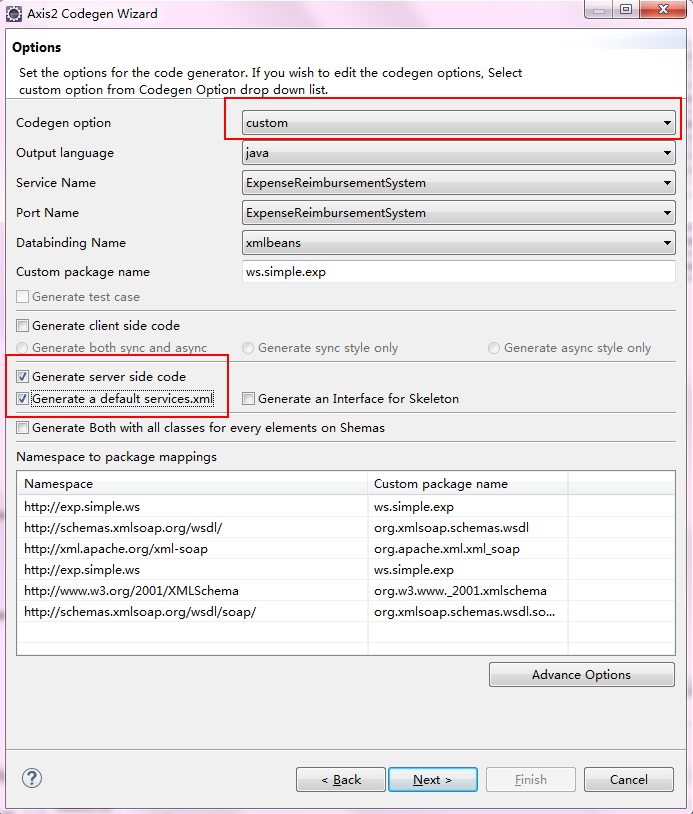 Axis2 Codegen Wizard
Options
Set the options for the code generator. If you wish to edit the codegen options, Select
custom option from Codegen Option drop down list.
Codegen option custom
Output language java
Service Name ExpenseReimbursementSystem
Port Name ExpenseReimbursementSystem
Databinding Name xmlbeans
Custom package name ws.simple.exp
Generate test case
Generate client side code
Generate both sync and async Generate sync style only Generate async style only
Generate server side code
Generate a default services.xml Generate an Interface for Skeleton
Generate Both with all classes for every elements on Shemas
Namespace to package mappings
Namespace Custom package name
http://exp.simple.ws ws.simple.exp
http://schemas.xmlsoap.org/wsdl/ org.xmlsoap.schemas.wsdl
http://xml.apache.org/xml-soap org.apache.xml.xml_soap
http://exp.simple.ws ws.simple.exp
http://www.w3.org/2001/XMLSchema org.w3.www._2001.xmlschema
http://schemas.xmlsoap.org/wsdl/soap/ org.xmlsoap.schemas.wsdl.so...
Advance Options
? < Back Next > Finish Cancel